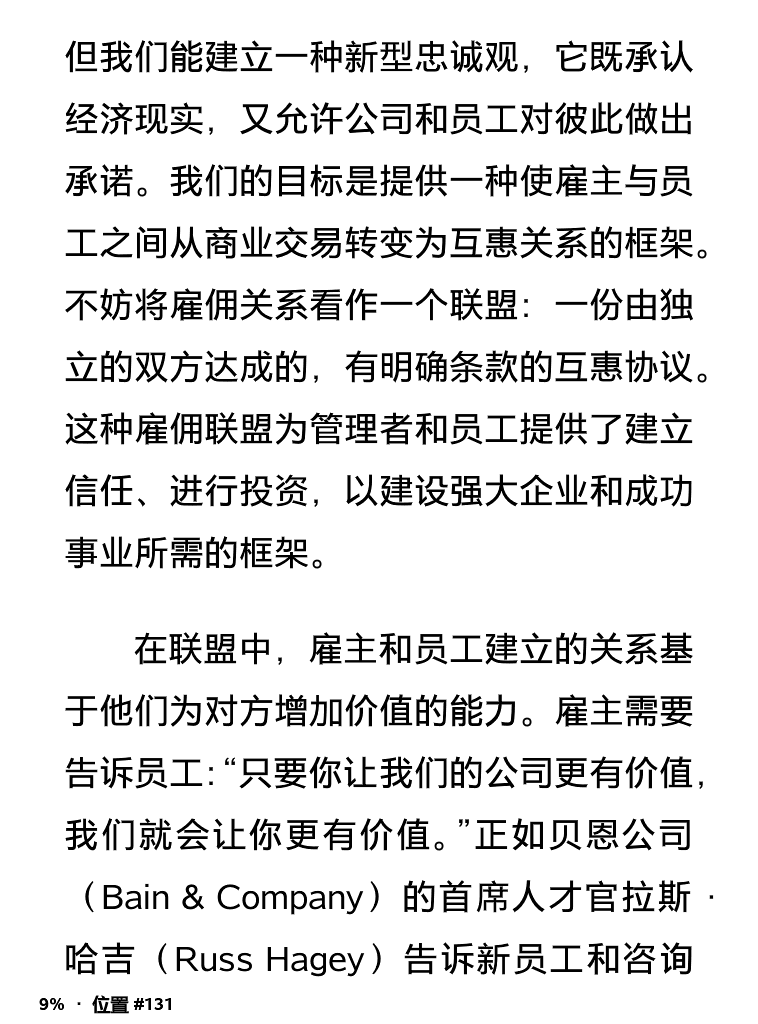 但我们能建立一种新型忠诚观，它既承认
经济现实，又允许公司和员工对彼此做出
承诺。我们的目标是提供一种使雇主与员
工之间从商业交易转变为互惠关系的框架。
不妨将雇佣关系看作一个联盟：一份由独
立的双方达成的，有明确条款的互惠协议。
这种雇佣联盟为管理者和员工提供了建立
信任、进行投资，以建设强大企业和成功
事业所需的框架。
在联盟中，雇主和员工建立的关系基
于他们为对方增加价值的能力。雇主需要
告诉员工：“只要你让我们的公司更有价值，
我们就会让你更有价值。”正如贝恩公司
（Bain & Company）的首席人才官拉斯 ·
哈吉（Russ Hagey）告诉新员工和咨询
9% · 位置 #131